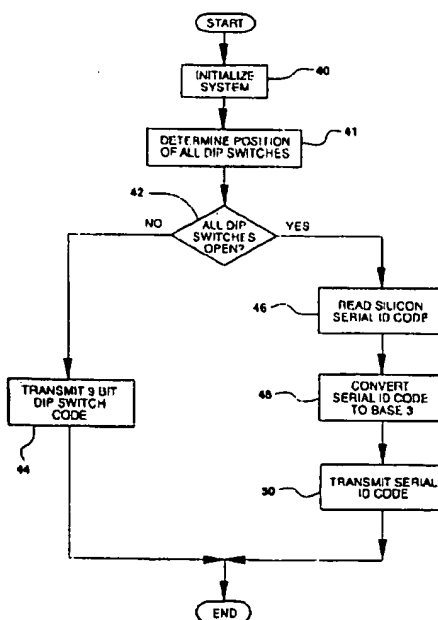 START
INITIALIZE
SYSTEM
40
DETERMINE POSITION
OF ALL DIP SWITCHES
41
42
ALL DIP
SWITCHES
OPEN?
NO
YES
READ SILICON
SERIAL ID CODE
46
TRANSMIT 9 BIT
DIP SWITCH
CODE
44
CONVERT
SERIAL ID CODE
TO BASE 3
48
TRANSMIT SERIAL
ID CODE
50
END